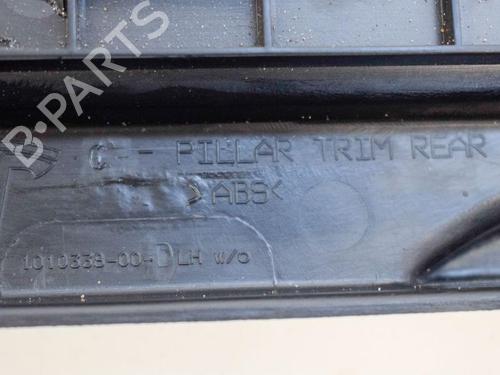 B-PARTS
C - - PILLAR TRIM REAR
>ABS<
1010338-00-D LH w/o